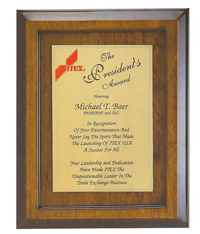 ITEX
The
President's
Award
Honoring
Michael T. Baer
PRESIDENT and CEO
In Recognition
Of Your Determination And
Never Say Die Spirit That Made
The Launching Of ITEX USA
A Success For All.
Your Leadership and Dedication
Have Made ITEX The
Unquestionable Leader In The
Trade Exchange Business